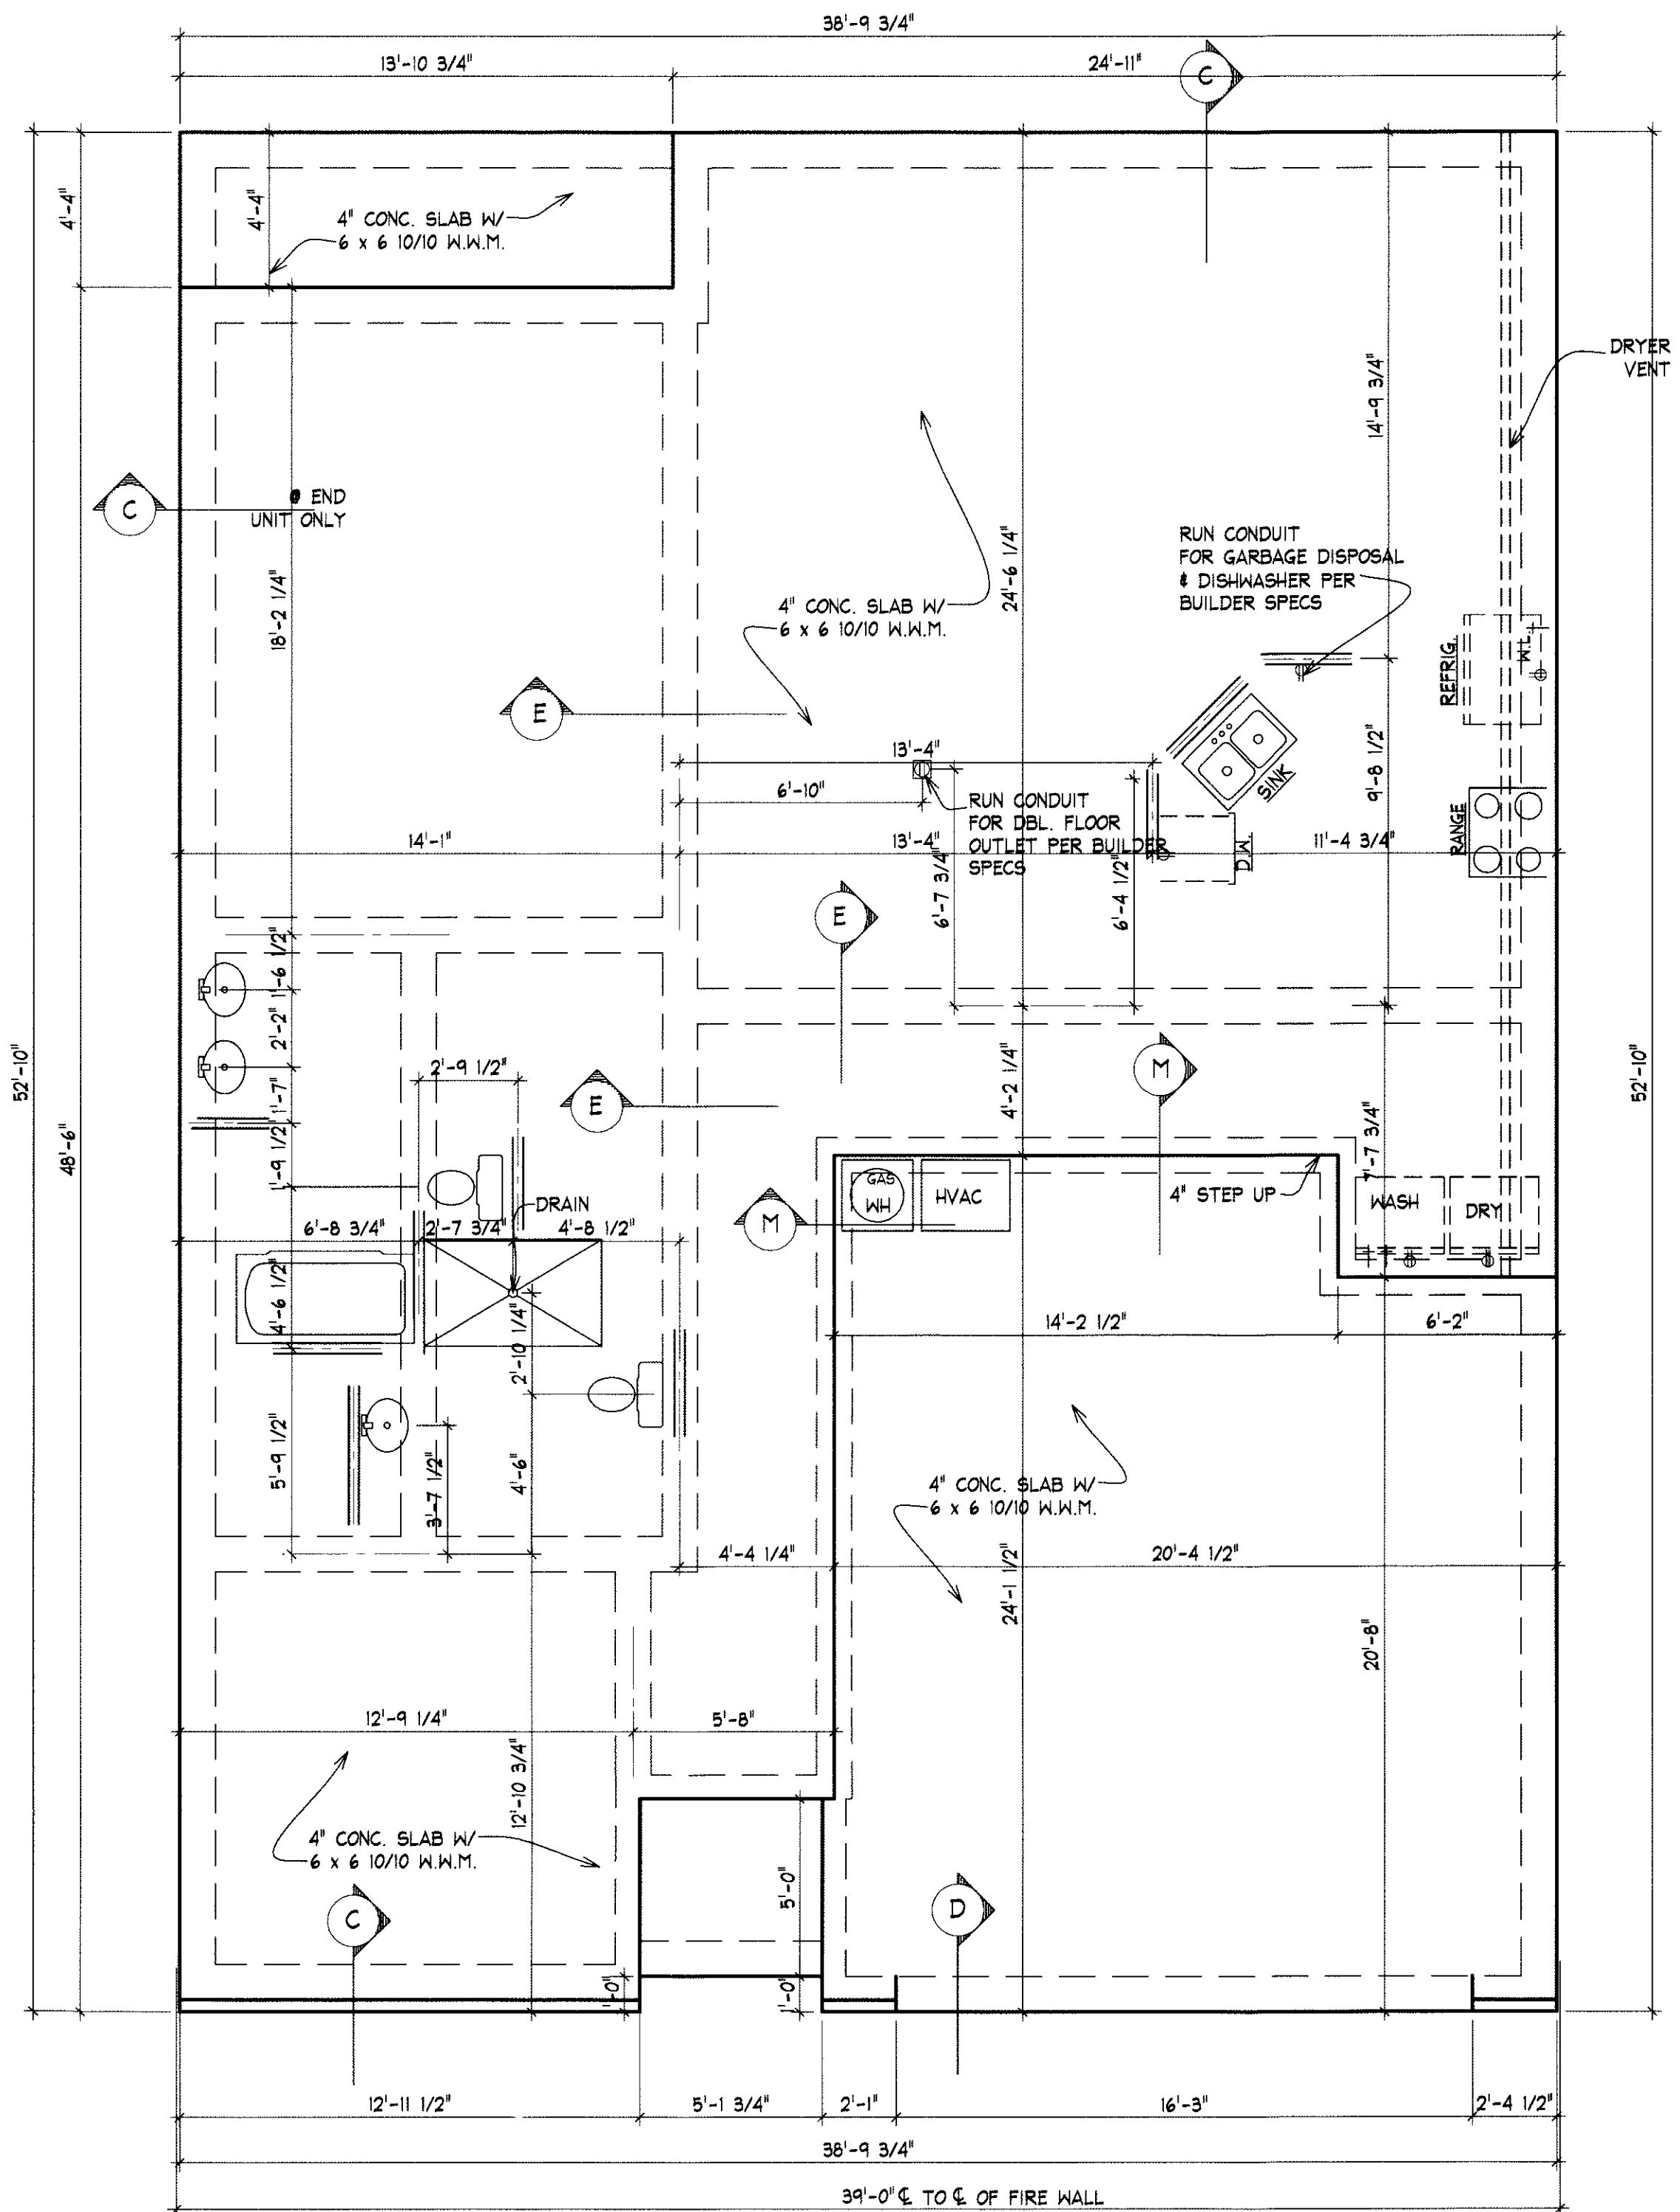 38'-9 3/4"
13'-10 3/4"
24'-11"
C
4'-4"
4'-4"
4" CONC. SLAB W/
6 x 6 10/10 W.W.M.
DRYER
VENT
14'-9 3/4"
C
@ END
UNIT ONLY
18'-2 1/4"
24'-6 1/4"
RUN CONDUIT
FOR GARBAGE DISPOSAL
& DISHWASHER PER
BUILDER SPECS
4" CONC. SLAB W/
6 x 6 10/10 W.W.M.
REFRIG.
W.L.
E
13'-4"
SINK
9'-8 1/2"
6'-10"
RUN CONDUIT
FOR DBL. FLOOR
OUTLET PER BUILDER
SPECS
14'-1"
13'-4"
D.W.
11'-4 3/4"
RANGE
6'-7 3/4"
6'-4 1/2"
E
1'-6 1/2"
2'-2"
1'-7"
1'-9 1/2"
52'-10"
48'-6"
52'-10"
2'-9 1/2"
E
4'-2 1/4"
M
7'-7 3/4"
DRAIN
M
GAS
WH
HVAC
4" STEP UP
WASH
DRY
6'-8 3/4"
2'-7 3/4"
4'-8 1/2"
4'-6 1/2"
2'-10 1/4"
14'-2 1/2"
6'-2"
5'-9 1/2"
3'-7 1/2"
4'-6"
4" CONC. SLAB W/
6 x 6 10/10 W.W.M.
4'-4 1/4"
24'-1 1/2"
20'-4 1/2"
20'-8"
12'-9 1/4"
5'-8"
12'-10 3/4"
4" CONC. SLAB W/
6 x 6 10/10 W.W.M.
5'-0"
C
D
1'-0"
1'-0"
12'-11 1/2"
5'-1 3/4"
2'-1"
16'-3"
2'-4 1/2"
38'-9 3/4"
39'-0" ℄ TO ℄ OF FIRE WALL